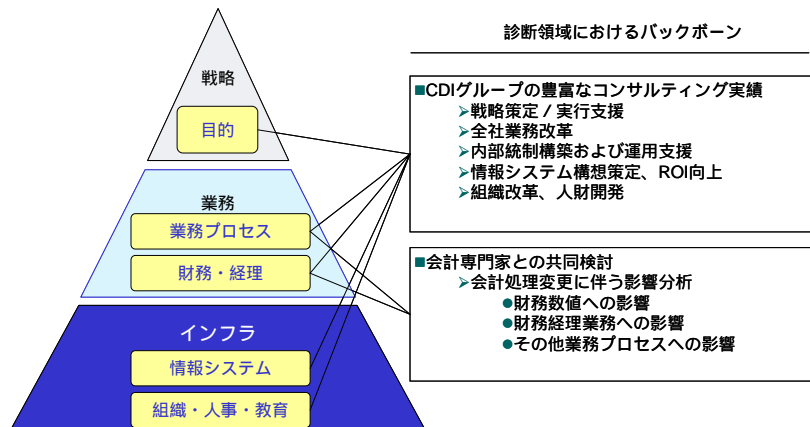 診断領域におけるバックボーン
戦略
目的
業務
業務プロセス
財務・経理
インフラ
情報システム
組織・人事・教育
■CDIグループの豊富なコンサルティング実績
➢戦略策定／実行支援
➢全社業務改革
➢内部統制構築および運用支援
➢情報システム構想策定、ROI向上
➢組織改革、人財開発
■会計専門家との共同検討
➢会計処理変更に伴う影響分析
●財務数値への影響
●財務経理業務への影響
●その他業務プロセスへの影響